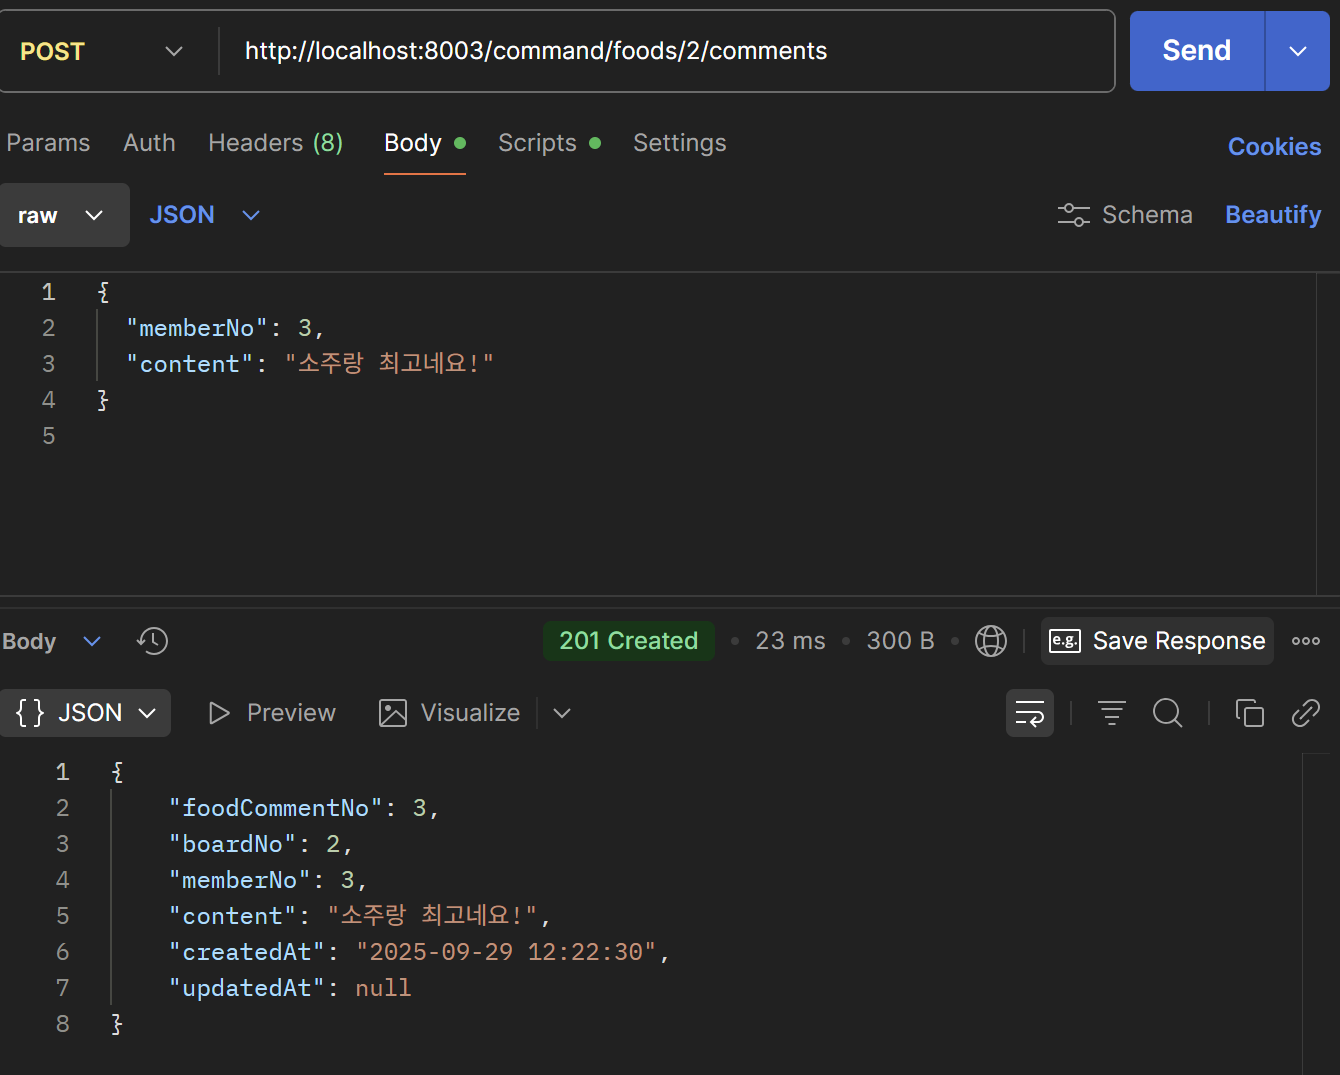 POST http://localhost:8003/command/foods/2/comments Send
Params Auth Headers (8) Body Scripts Settings Cookies
raw JSON Schema Beautify
1 {
2 "memberNo": 3,
3 "content": "소주랑 최고네요!"
4 }
5
Body 201 Created 23 ms 300 B e.g. Save Response
{} JSON Preview Visualize
1 {
2 "foodCommentNo": 3,
3 "boardNo": 2,
4 "memberNo": 3,
5 "content": "소주랑 최고네요!",
6 "createdAt": "2025-09-29 12:22:30",
7 "updatedAt": null
8 }